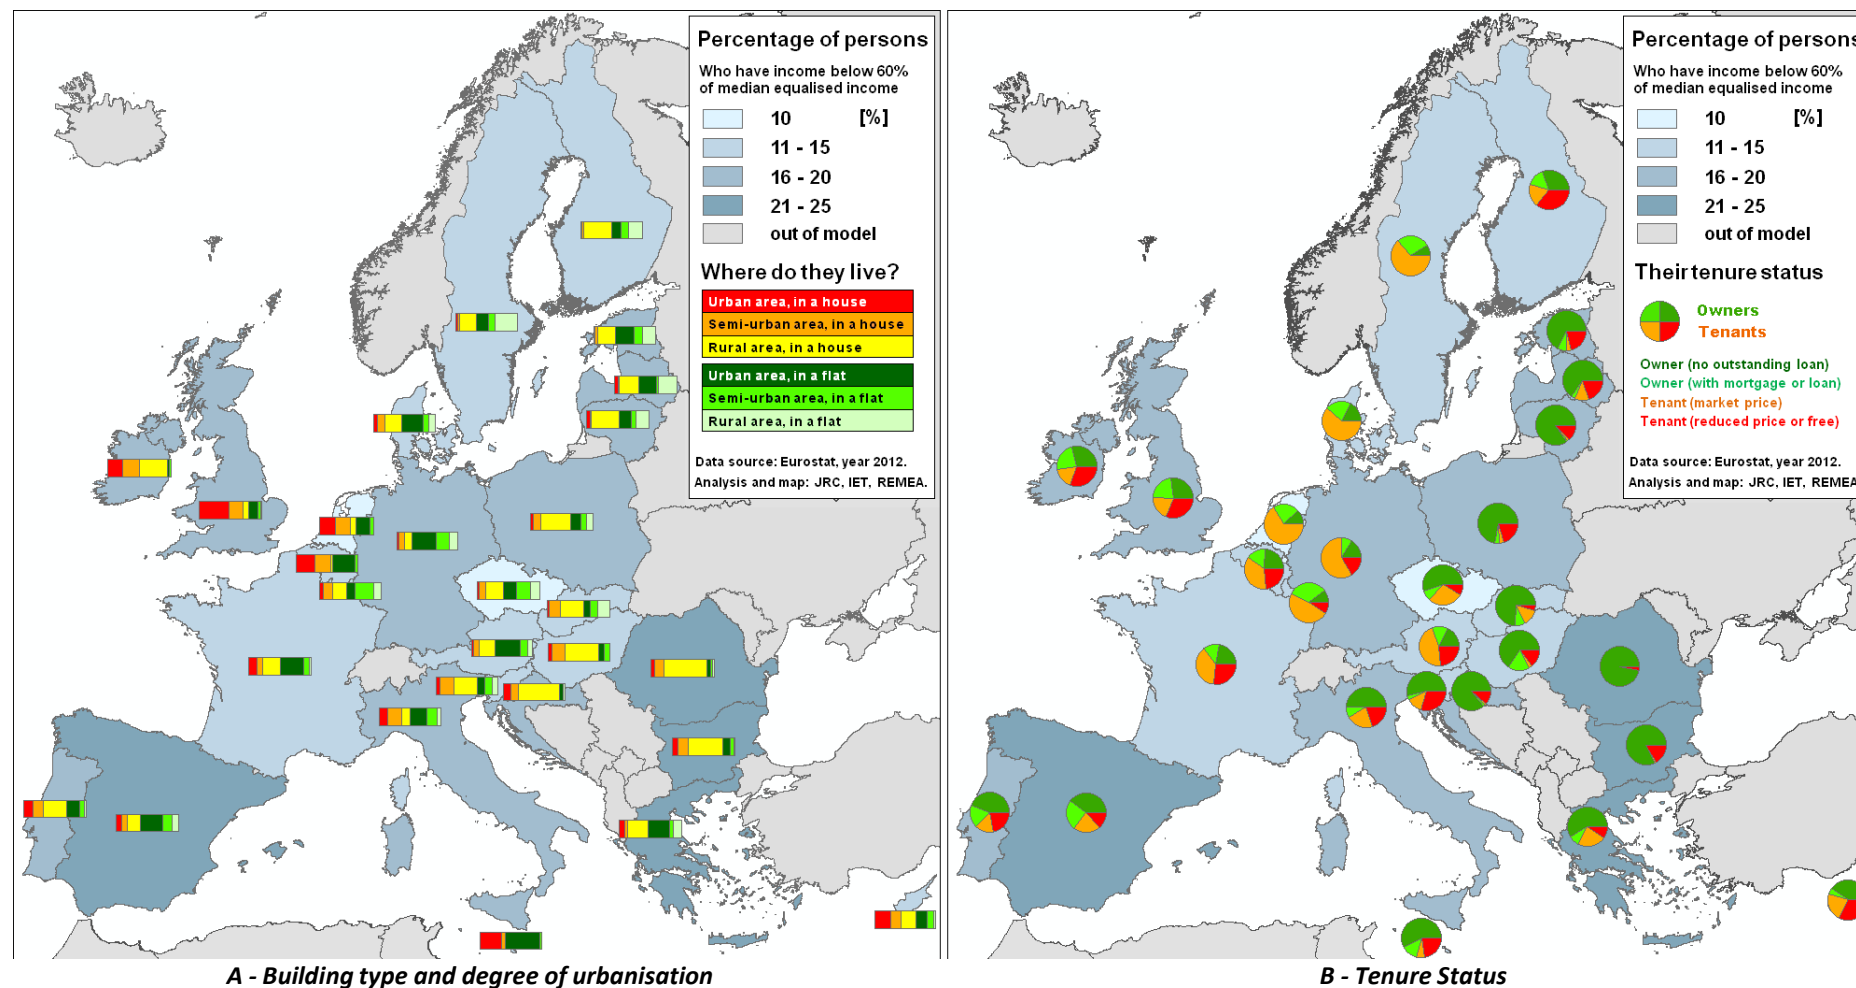 Percentage of persons
Who have income below 60%
of median equalised income
10 [%]
11 - 15
16 - 20
21 - 25
out of model
Where do they live?
Urban area, in a house
Semi-urban area, in a house
Rural area, in a house
Urban area, in a flat
Semi-urban area, in a flat
Rural area, in a flat
Data source: Eurostat, year 2012.
Analysis and map: JRC, IET, REMEA.
A - Building type and degree of urbanisation
Percentage of persons
Who have income below 60%
of median equalised income
10 [%]
11 - 15
16 - 20
21 - 25
out of model
Their tenure status
Owners
Tenants
Owner (no outstanding loan)
Owner (with mortgage or loan)
Tenant (market price)
Tenant (reduced price or free)
Data source: Eurostat, year 2012.
Analysis and map: JRC, IET, REMEA.
B - Tenure Status